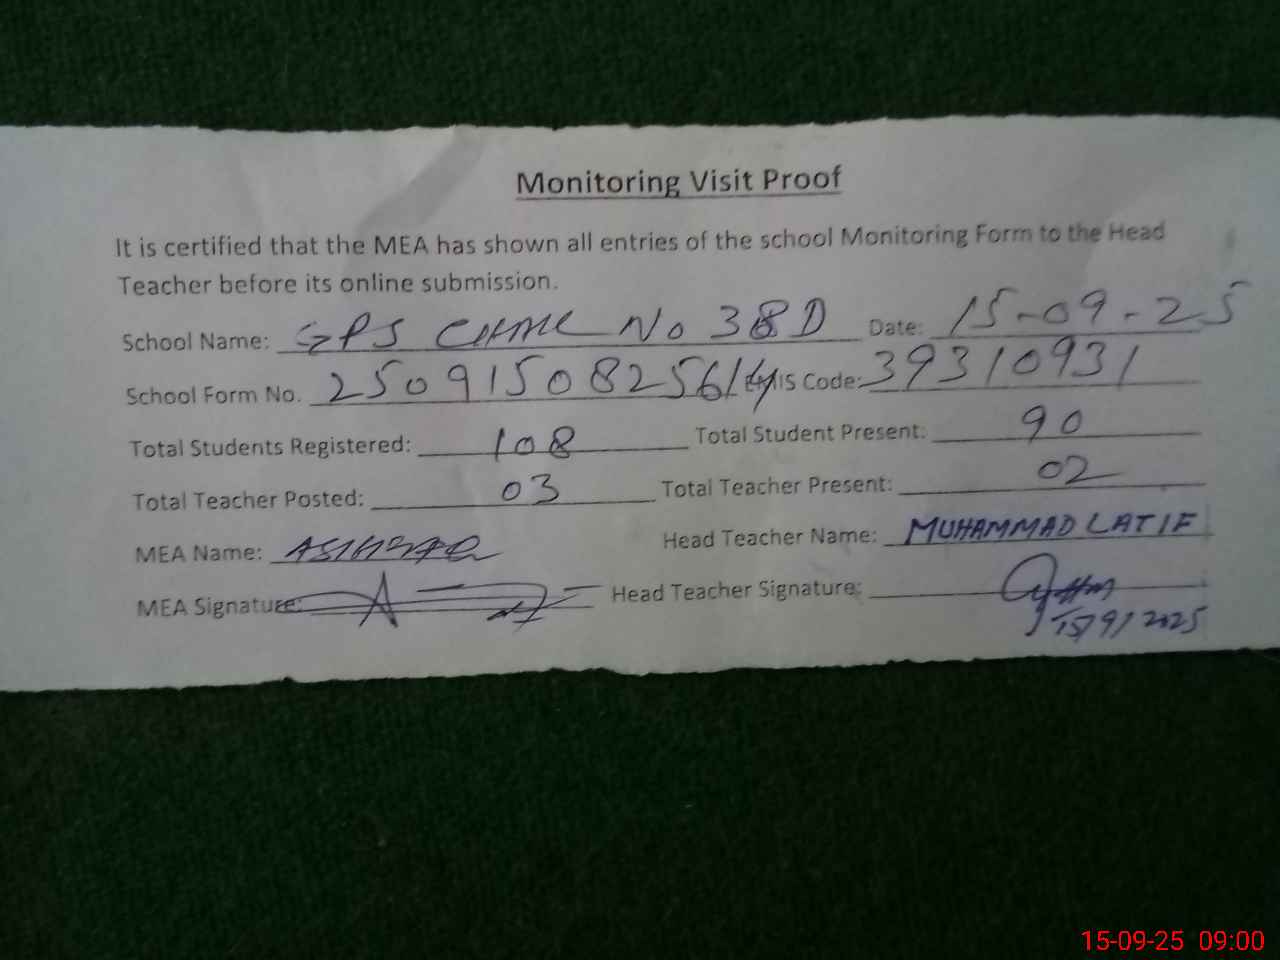 Monitoring Visit Proof
It is certified that the MEA has shown all entries of the school Monitoring Form to the Head
Teacher before its online submission.
School Name: GPS CHAK No 38D Date: 15-09-25
School Form No. 2509150825614 EMIS Code: 39310931
Total Students Registered: 108 Total Student Present: 90
Total Teacher Posted: 03 Total Teacher Present: 02
MEA Name: Head Teacher Name: MUHAMMAD LATIF
MEA Signature: Head Teacher Signature:
15/9/2025
15-09-25 09:00